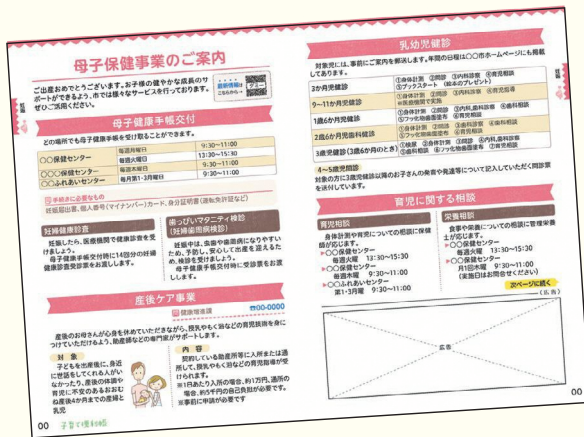 母子保健事業のご案内
ご出産おめでとうございます。お子様の健やかな成長のサ
ポートができるよう、市では様々なサービスを行っております。
ぜひご活用ください。
最新情報は
こちらから→
ダミー
母子健康手帳交付
どの場所でも母子健康手帳を受け取ることができます。
○○保健センター 毎週月曜日 9:30〜11:00
毎週火曜日 13:30〜15:30
○○○保健センター 毎週木曜日 9:30〜11:00
○○ふれあいセンター 毎月第1・3月曜日 9:30〜11:00
手続きに必要なもの
妊娠届出書、個人番号(マイナンバー)カード、身分証明書(運転免許証など)
妊婦健康診査
妊娠したら、医療機関で健康診査を受
けましょう。
母子健康手帳交付時に14回分の妊婦
健康診査受診票をお渡しします。
歯っぴいマタニティ検診
(妊婦歯周病検診)
妊娠中は、虫歯や歯周病になりやすい
ため、予防し、安心して出産を迎えるた
め、検診を受けましょう。
母子健康手帳交付時に受診票をお渡
しします。
産後ケア事業
健康増進課
☎00-0000
産後のお母さんが心身を休めていただきながら、授乳やもく浴などの育児技術を身に
つけていただけるよう、助産師などの専門家がサポートします。
対象
子どもを出産後に、身近
に世話をしてくれる人がい
なかったり、産後の体調や
育児に不安のあるおおむ
ね産後4か月までの産婦と
乳児
内容
契約している助産所等に入所または通
所して、授乳やもく浴などの育児指導が受
けられます。
※1日あたり入所の場合、約1万円、通所の
場合、約5千円の自己負担が必要です。
※事前に申請が必要です
00 子育て便利帳
乳幼児健診
対象児には、事前にご案内を郵送します。年間の日程は○○市ホームページにも掲載
してあります。
3か月児健診 ①身体計測 ②問診 ③内科診察 ④育児相談
⑤ブックスタート (絵本のプレゼント)
9〜11か月児健診 ①身体計測 ②問診 ③内科診察 ④育児指導
※医療機関で実施
1歳6か月児健診 ①身体計測 ②問診 ③内科、歯科診察 ④歯科相談
⑤フッ化物歯面塗布 ⑥育児相談
2歳6か月児歯科健診 ①身体計測 ②問診 ③歯科診察 ④歯科相談
⑤フッ化物歯面塗布 ⑥育児相談
3歳児健診(3歳6か月のとき) ①検尿 ②身体計測 ③問診 ④内科、歯科診察
⑤歯科相談 ⑥フッ化物歯面塗布 ⑦育児相談
4〜5歳児問診
対象の方に3歳児健診以降のお子さんの発育や発達等について記入していただく問診票
を送付しています。
育児に関する相談
育児相談
身体計測や育児についての相談に保健
師が応じます。
▶○○保健センター
毎週火曜 13:30〜15:30
▶○○保健センター
毎週木曜 9:30〜11:00
▶○○ふれあいセンター
第1・3月曜 9:30〜11:00
栄養相談
食事や栄養についての相談に管理栄養
士が応じます。
▶○○保健センター
毎週火曜 13:30〜15:30
▶○○保健センター
月1回木曜 9:30〜11:00
(実施日はお問合せください)
次ページに続く
(広告)
広告
00